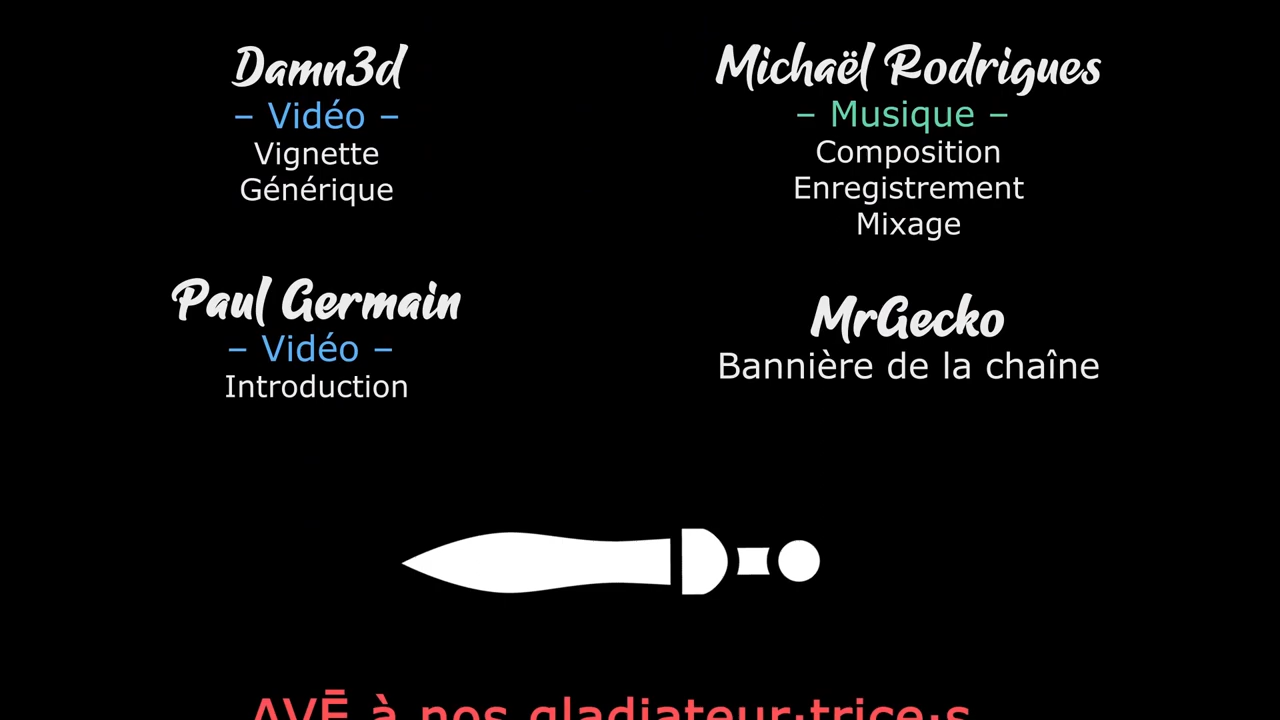 Damn3d
– Vidéo –
Vignette
Générique
Michaël Rodrigues
– Musique –
Composition
Enregistrement
Mixage
Paul Germain
– Vidéo –
Introduction
MrGecko
Bannière de la chaîne
AVĒ à nos gladiateur·trice·s